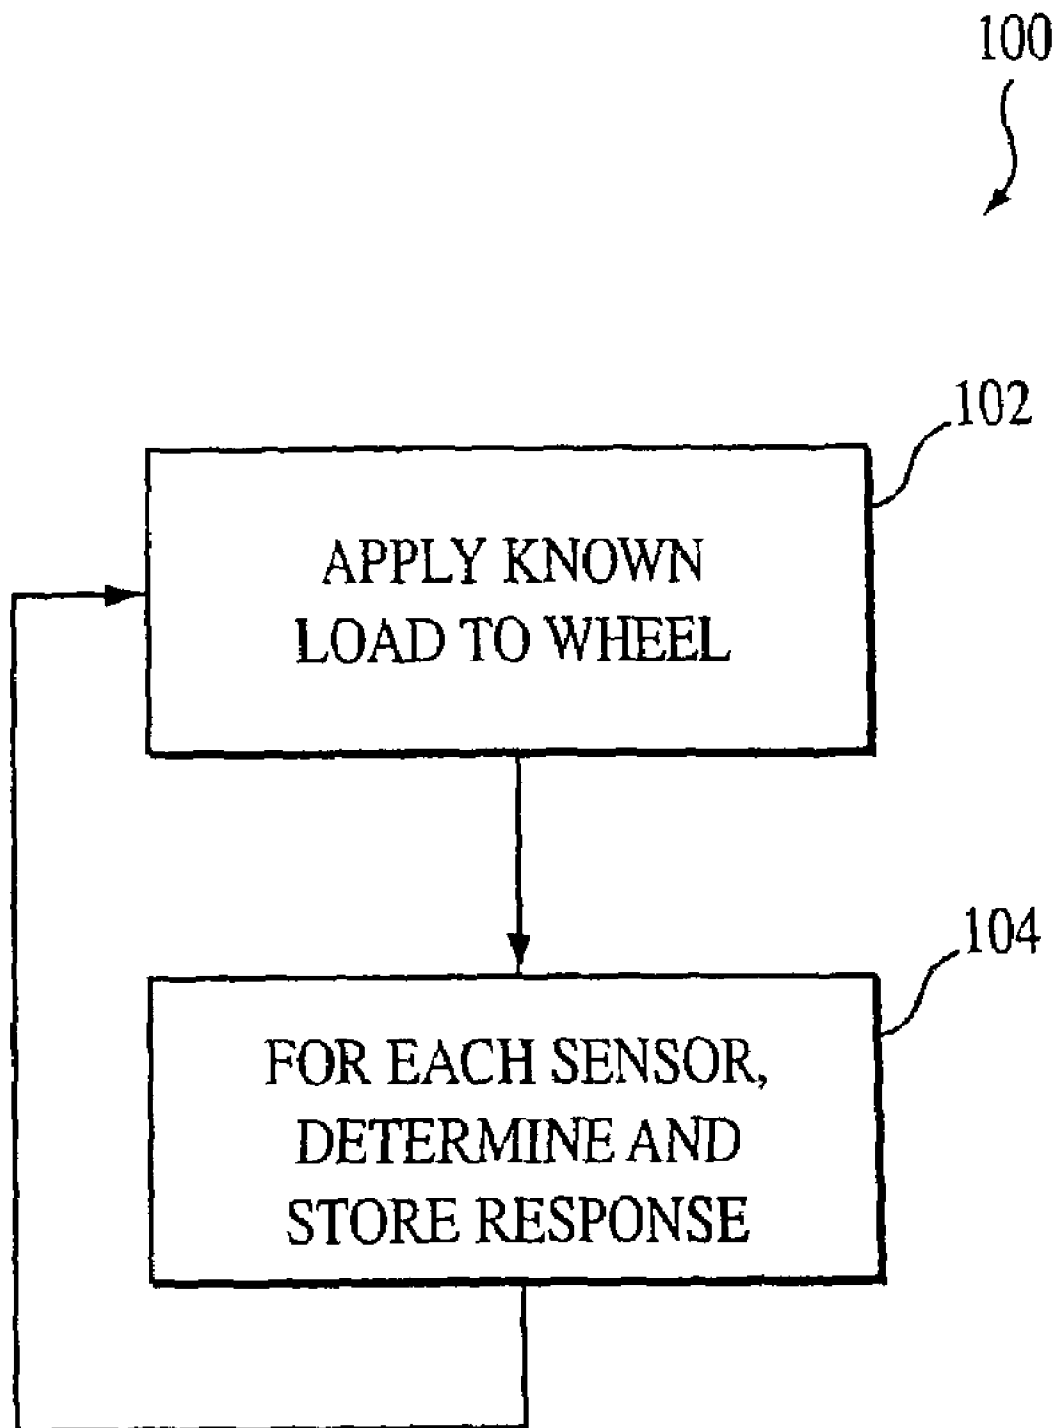 100
102
APPLY KNOWN
LOAD TO WHEEL
104
FOR EACH SENSOR,
DETERMINE AND
STORE RESPONSE